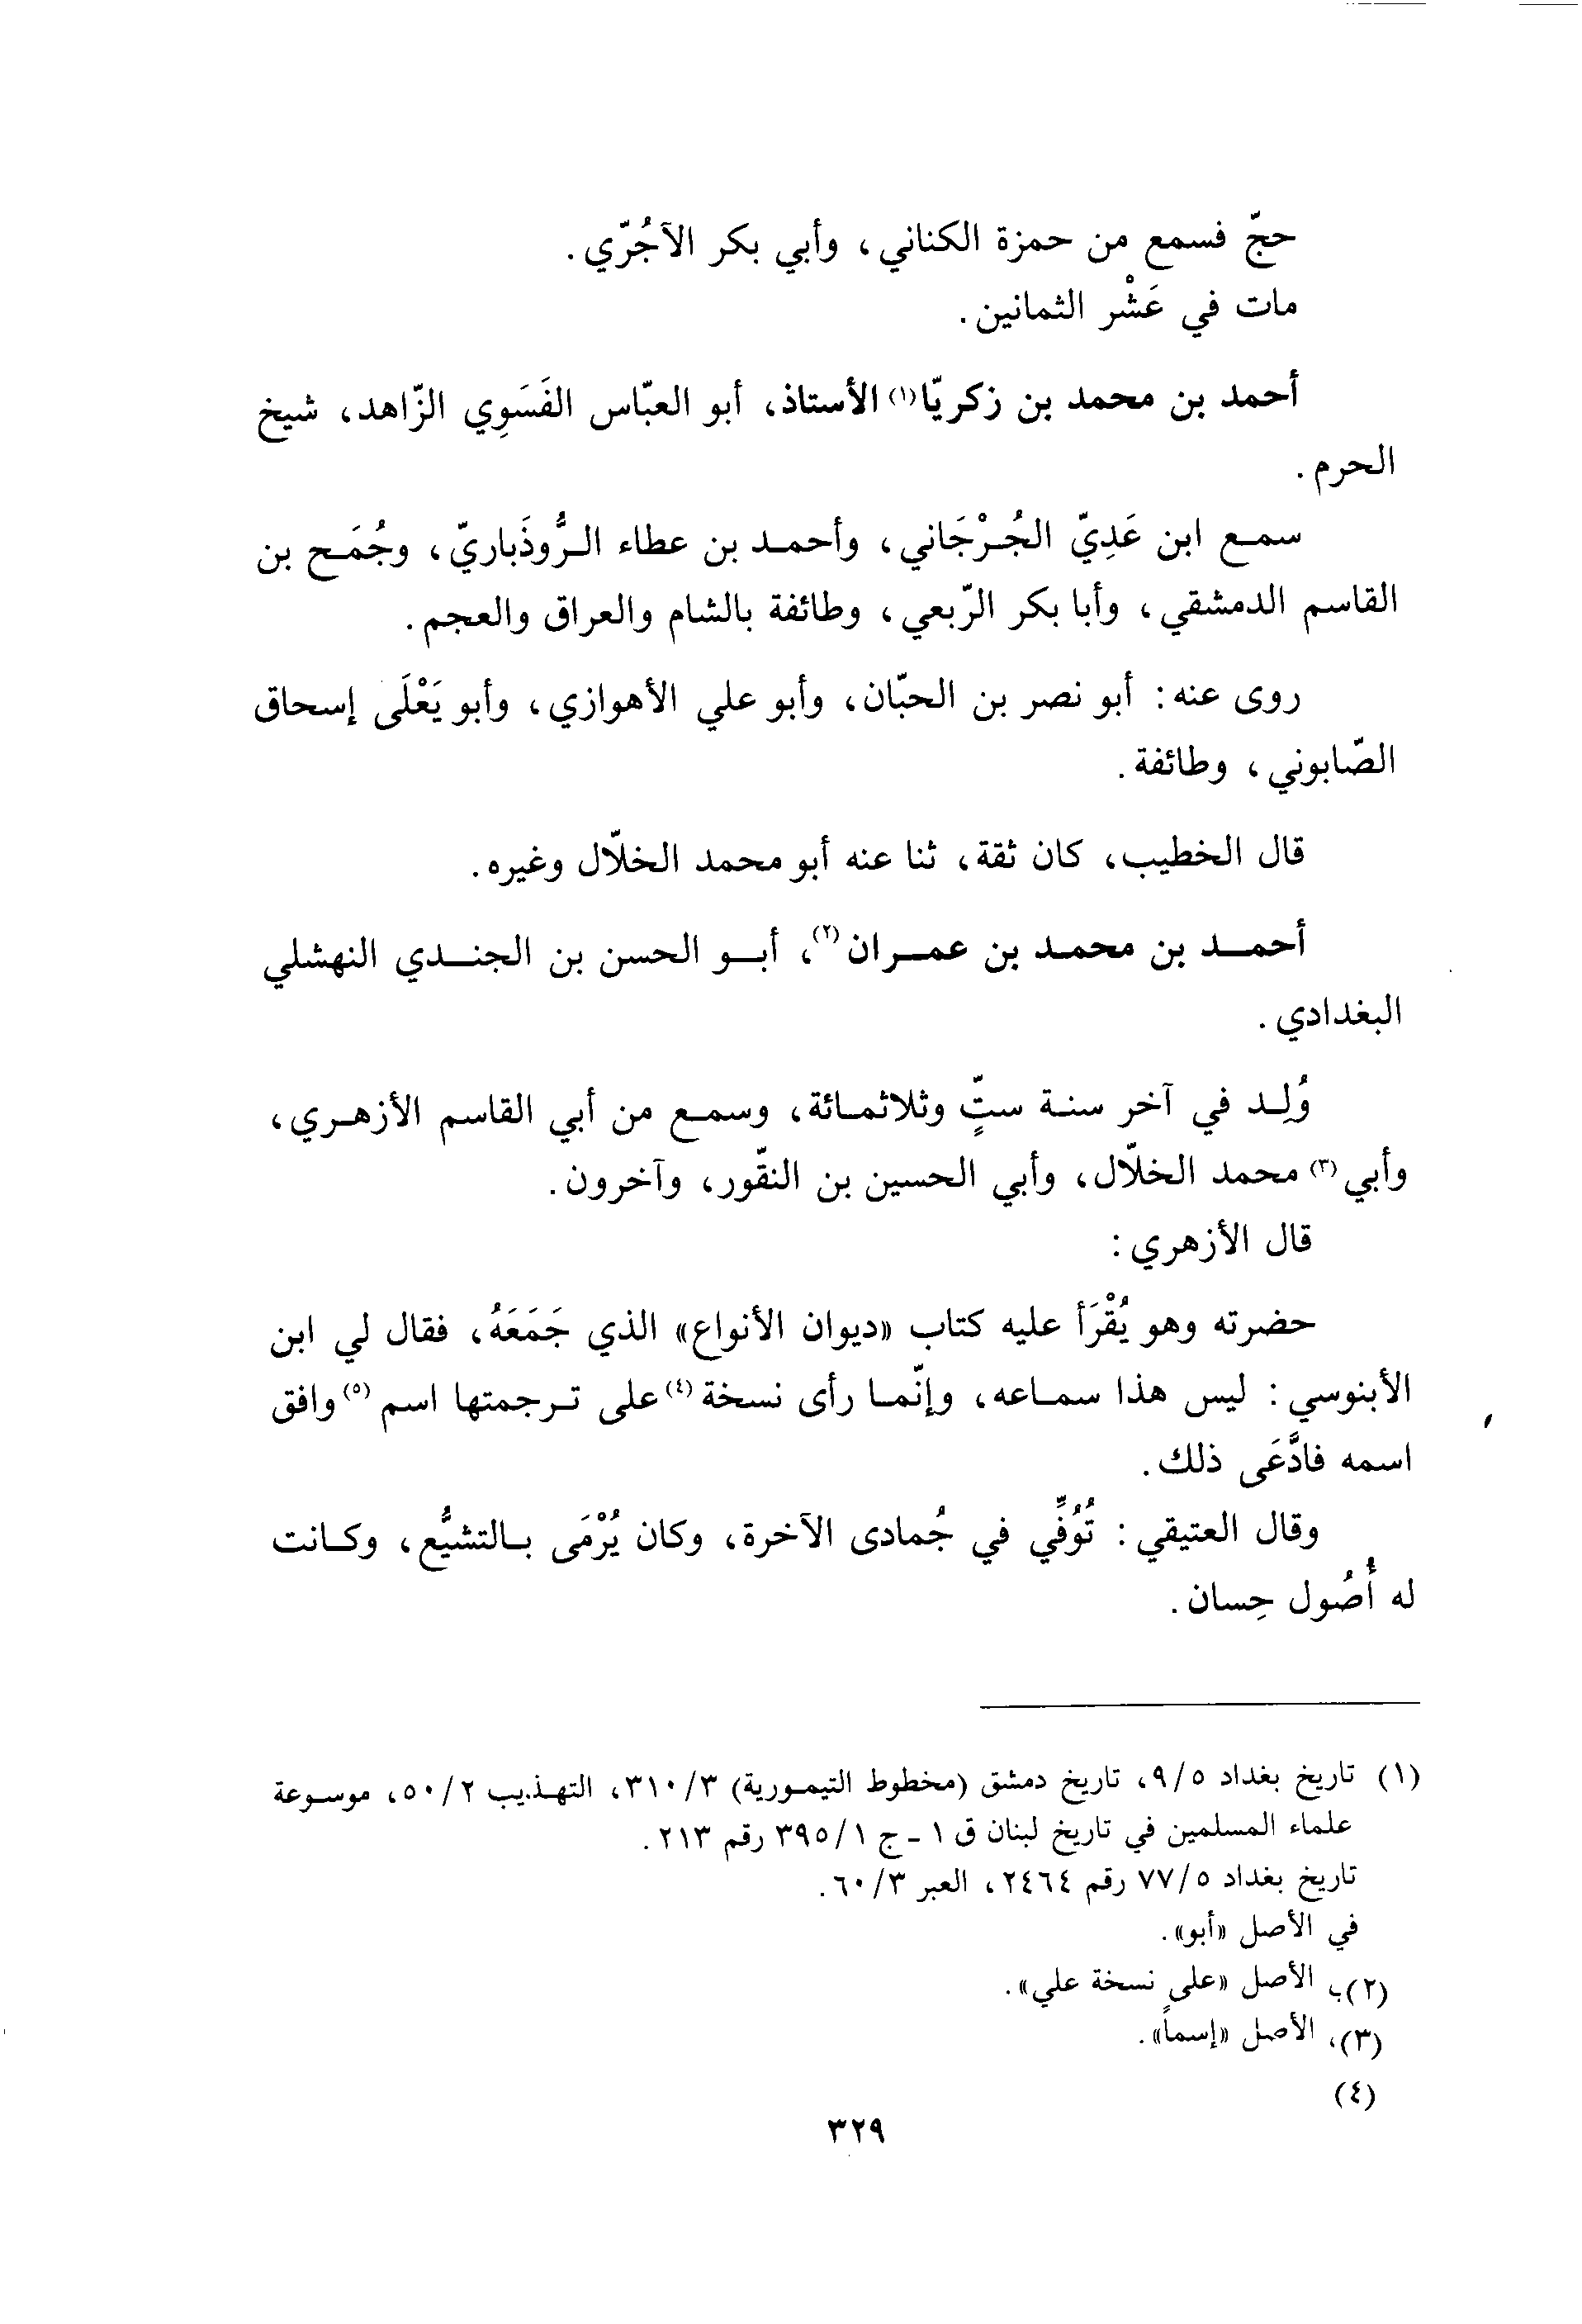 حجّ فسمع من حمزة الكناني، وأبي بكر الآجُرّي.
مات في عَشْر الثمانين.
أحمد بن محمد بن زكريّا(١) الأستاذ، أبو العبّاس الفَسَوِي الزّاهد، شيخ
الحرم.
سمع ابن عَدِيّ الجُرْجَاني، وأحمد بن عطاء الرُّوذَباريّ، وجُمَح بن
القاسم الدمشقي، وأبا بكر الرّبعي، وطائفة بالشام والعراق والعجم.
روى عنه: أبو نصر بن الحبّان، وأبو علي الأهوازي، وأبو يَعْلَى إسحاق
الصّابوني، وطائفة.
قال الخطيب، كان ثقة، ثنا عنه أبو محمد الخلّال وغيره.
أحمد بن محمد بن عمران(٢)، أبو الحسن بن الجندي النهشلي
البغدادي.
وُلِد في آخر سنة ستٍّ وثلاثمائة، وسمع من أبي القاسم الأزهري،
وأبي(٣) محمد الخلّال، وأبي الحسين بن النقّور، وآخرون.
قال الأزهري:
حضرته وهو يُقْرَأ عليه كتاب «ديوان الأنواع» الذي جَمَعَهُ، فقال لي ابن
الأبنوسي: ليس هذا سماعه، وإنّما رأى نسخة(٤) على ترجمتها اسم(٥) وافق
اسمه فادَّعَى ذلك.
وقال العتيقي: تُوُفِّي في جُمادى الآخرة، وكان يُرْمَى بالتشيُّع، وكانت
له أُصُول حِسان.
(١) تاريخ بغداد ٩/٥، تاريخ دمشق (مخطوط التيمورية) ٣١٠/٣، التهذيب ٥٠/٢، موسوعة
علماء المسلمين في تاريخ لبنان ق ١ - ج ٣٩٥/١ رقم ٢١٣.
تاريخ بغداد ٧٧/٥ رقم ٢٤٦٤، العبر ٦٠/٣.
في الأصل «أبو».
(٢) الأصل «على نسخة علي».
(٣) الأصل «إسماً».
(٤)
٣٢٩